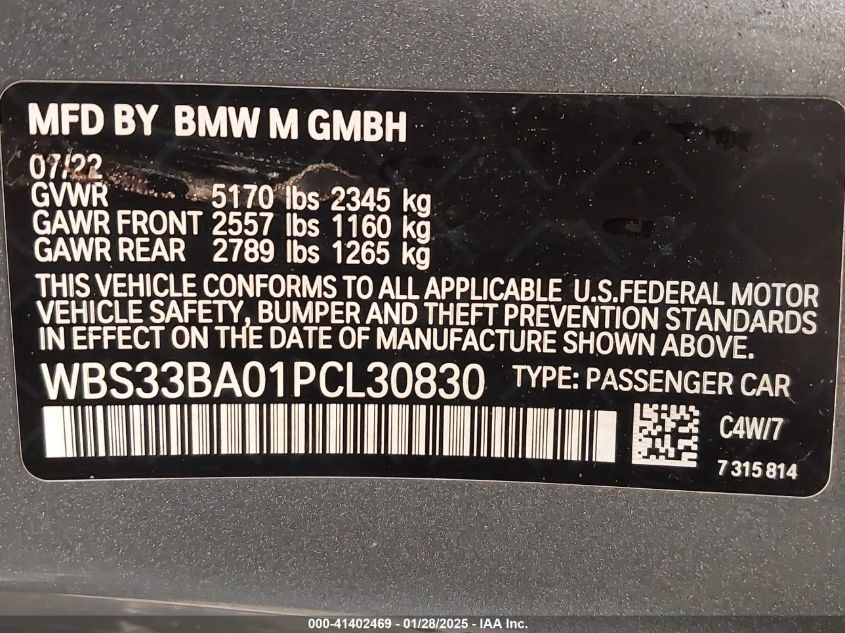 MFD BY BMW M GMBH
07/22
GVWR 5170 lbs 2345 kg
GAWR FRONT 2557 lbs 1160 kg
GAWR REAR 2789 lbs 1265 kg
THIS VEHICLE CONFORMS TO ALL APPLICABLE U.S.FEDERAL MOTOR
VEHICLE SAFETY, BUMPER AND THEFT PREVENTION STANDARDS
IN EFFECT ON THE DATE OF MANUFACTURE SHOWN ABOVE.
WBS33BA01PCL30830 TYPE: PASSENGER CAR
C4W/7
7 315 814
000-41402469 - 01/28/2025 - IAA Inc.